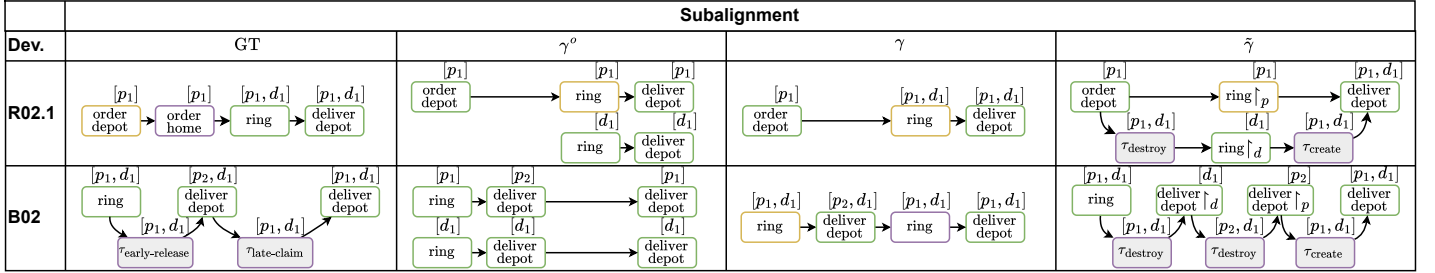 Subalignment
Dev. GT γ^o γ γ̃
R02.1
[p₁] [p₁] [p₁, d₁] [p₁, d₁]
order depot order home ring deliver depot
[p₁] [p₁] [p₁]
order depot ring deliver depot
[d₁] [d₁]
ring deliver depot
[p₁] [p₁, d₁] [p₁, d₁]
order depot ring deliver depot
[p₁] [p₁] [p₁, d₁]
order depot ring↾p deliver depot
[p₁, d₁] [d₁] [p₁, d₁]
τdestroy ring↾d τcreate
B02
[p₁, d₁] [p₂, d₁] [p₁, d₁]
ring deliver depot deliver depot
[p₁, d₁] [p₁, d₁]
τearly-release τlate-claim
[p₁] [p₂] [p₁]
ring deliver depot deliver depot
[d₁] [d₁] [d₁]
ring deliver depot deliver depot
[p₁, d₁] [p₂, d₁] [p₁, d₁] [p₁, d₁]
ring deliver depot ring deliver depot
[p₁, d₁] [d₁] [p₂] [p₁, d₁]
ring deliver depot↾d deliver depot↾p deliver depot
[p₁, d₁] [p₂, d₁] [p₁, d₁]
τdestroy τdestroy τcreate